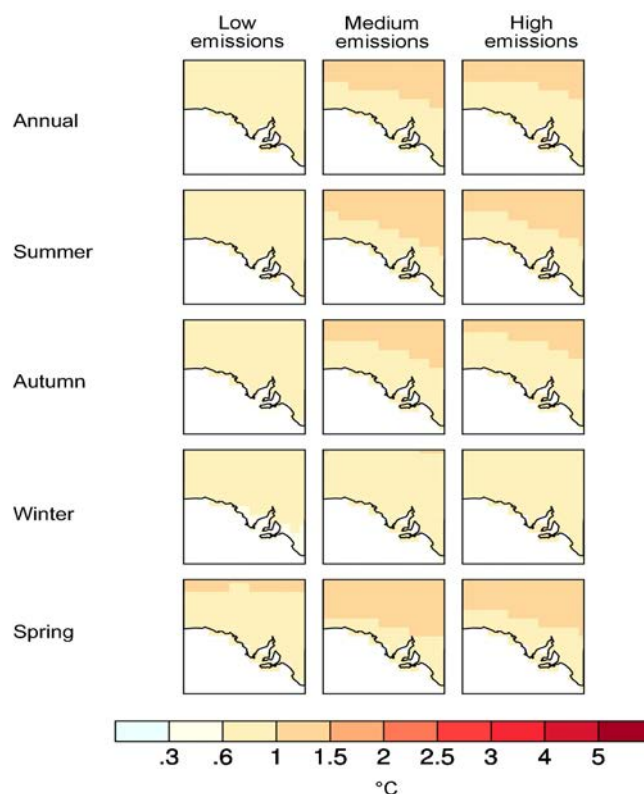 Low
emissions
Medium
emissions
High
emissions
Annual
Summer
Autumn
Winter
Spring
.3 .6 1 1.5 2 2.5 3 4 5
°C